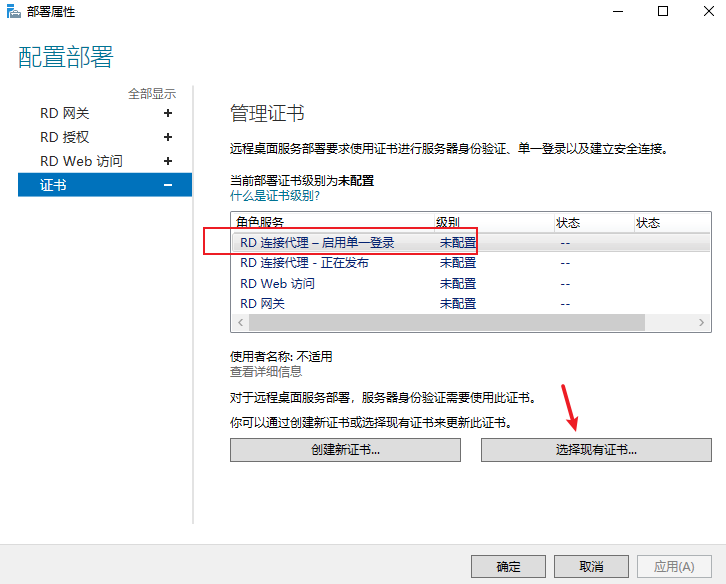 部署属性
配置部署
全部显示
RD 网关 +
RD 授权 +
RD Web 访问 +
证书 −
管理证书
远程桌面服务部署要求使用证书进行服务器身份验证、单一登录以及建立安全连接。
当前部署证书级别为未配置
什么是证书级别?
角色服务 级别 状态 状态
RD 连接代理 – 启用单一登录 未配置 --
RD 连接代理 - 正在发布 未配置 --
RD Web 访问 未配置 --
RD 网关 未配置 --
使用者名称: 不适用
查看详细信息
对于远程桌面服务部署，服务器身份验证需要使用此证书。
你可以通过创建新证书或选择现有证书来更新此证书。
创建新证书... 选择现有证书...
确定 取消 应用(A)